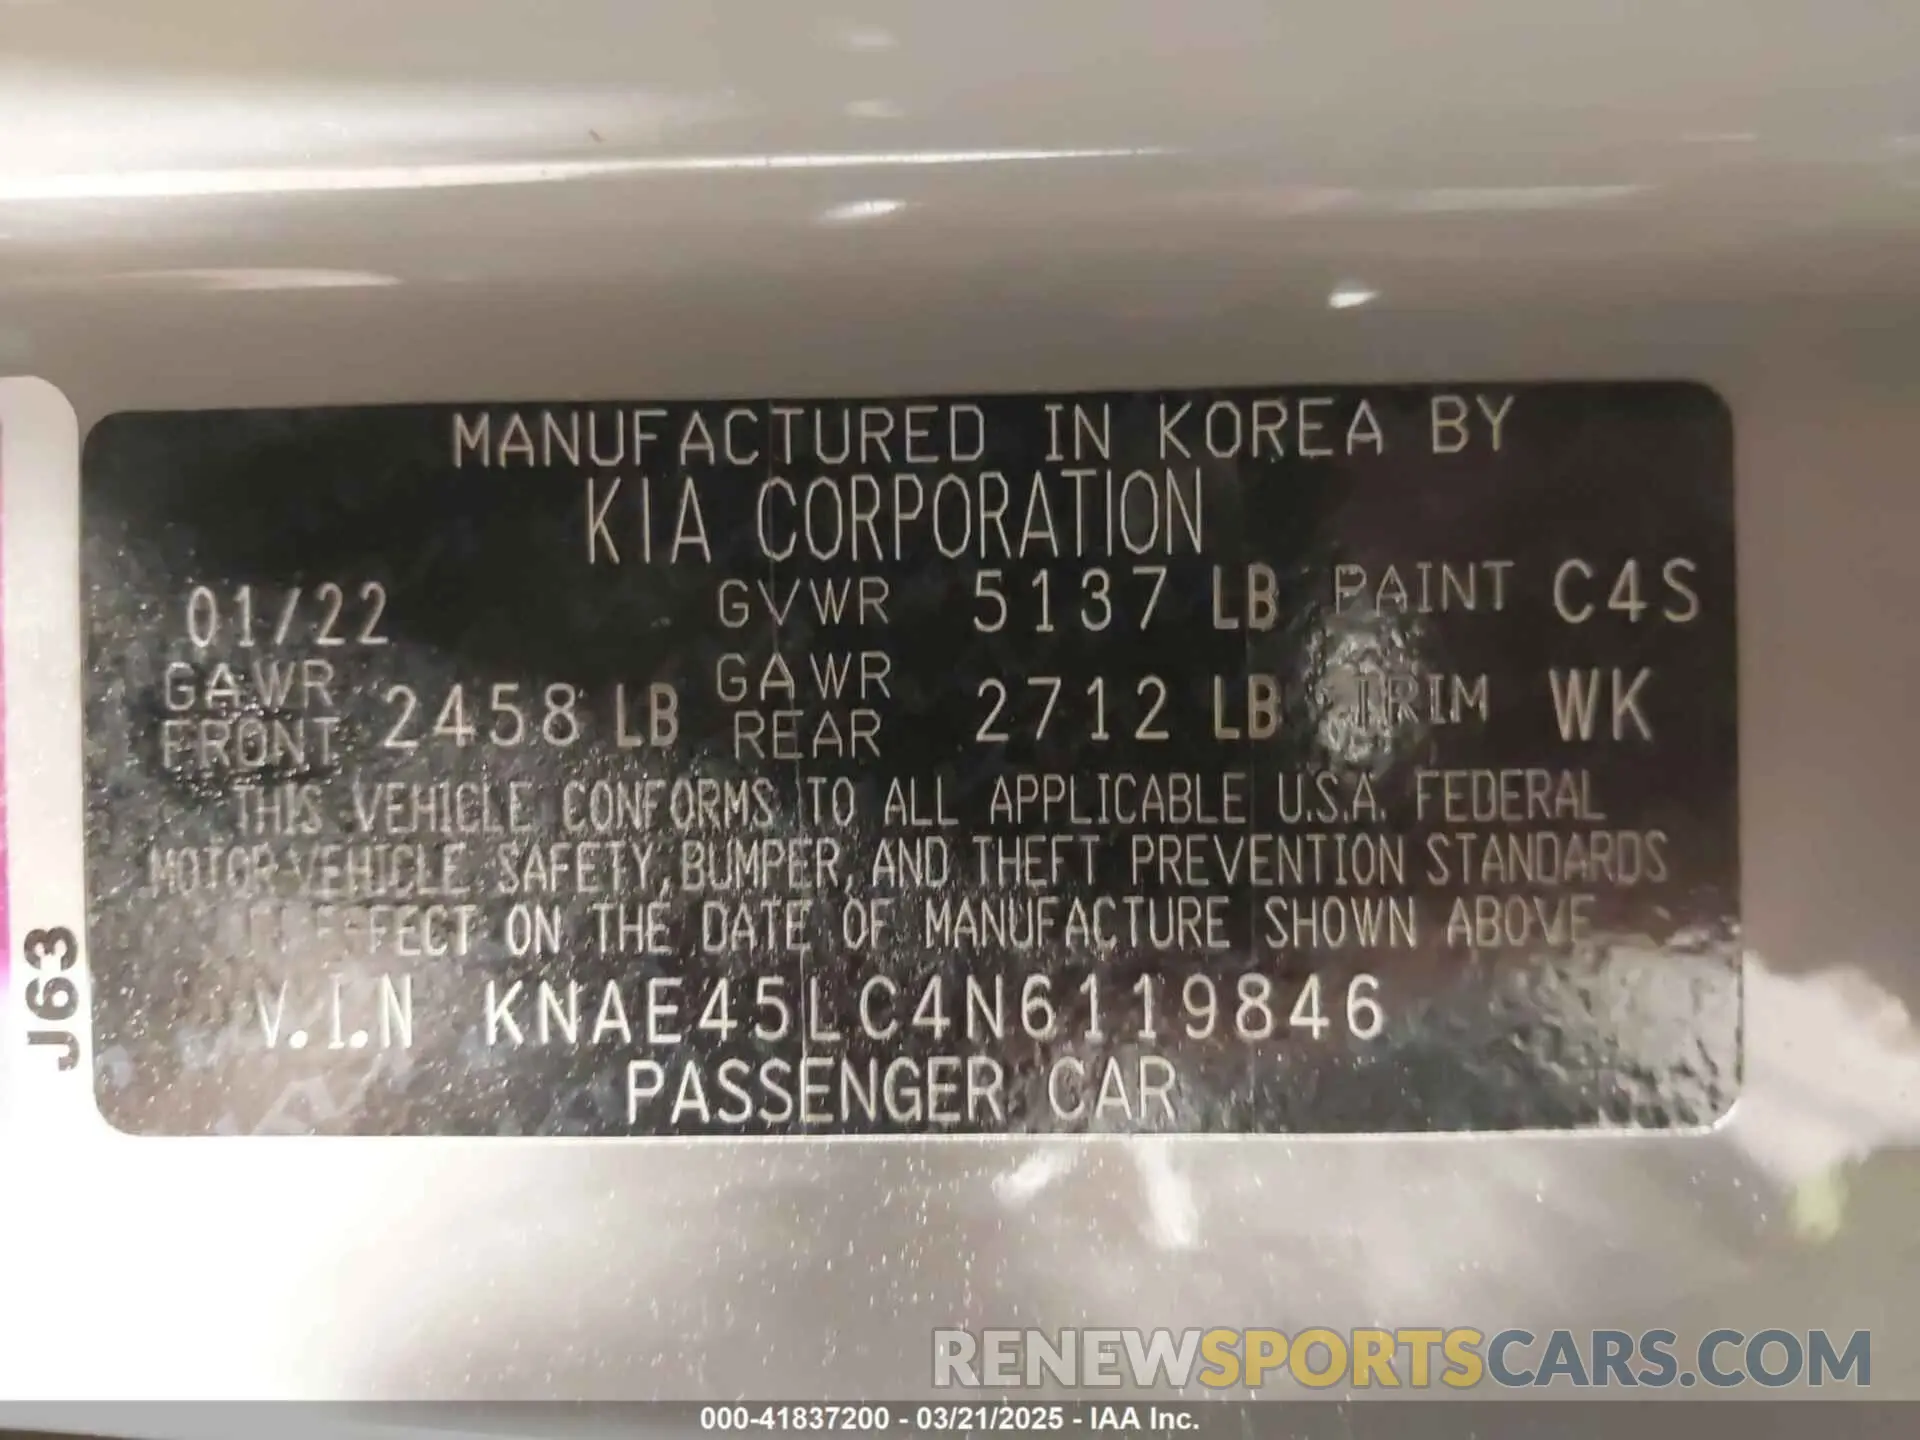 MANUFACTURED IN KOREA BY
KIA CORPORATION
01/22 GVWR 5137 LB PAINT C4S
GAWR FRONT 2458 LB GAWR REAR 2712 LB TRIM WK
THIS VEHICLE CONFORMS TO ALL APPLICABLE U.S.A. FEDERAL
MOTOR VEHICLE SAFETY, BUMPER, AND THEFT PREVENTION STANDARDS
IN EFFECT ON THE DATE OF MANUFACTURE SHOWN ABOVE
V.I.N KNAE45LC4N6119846
PASSENGER CAR
J63
RENEWSPORTSCARS.COM
000-41837200 - 03/21/2025 - IAA Inc.